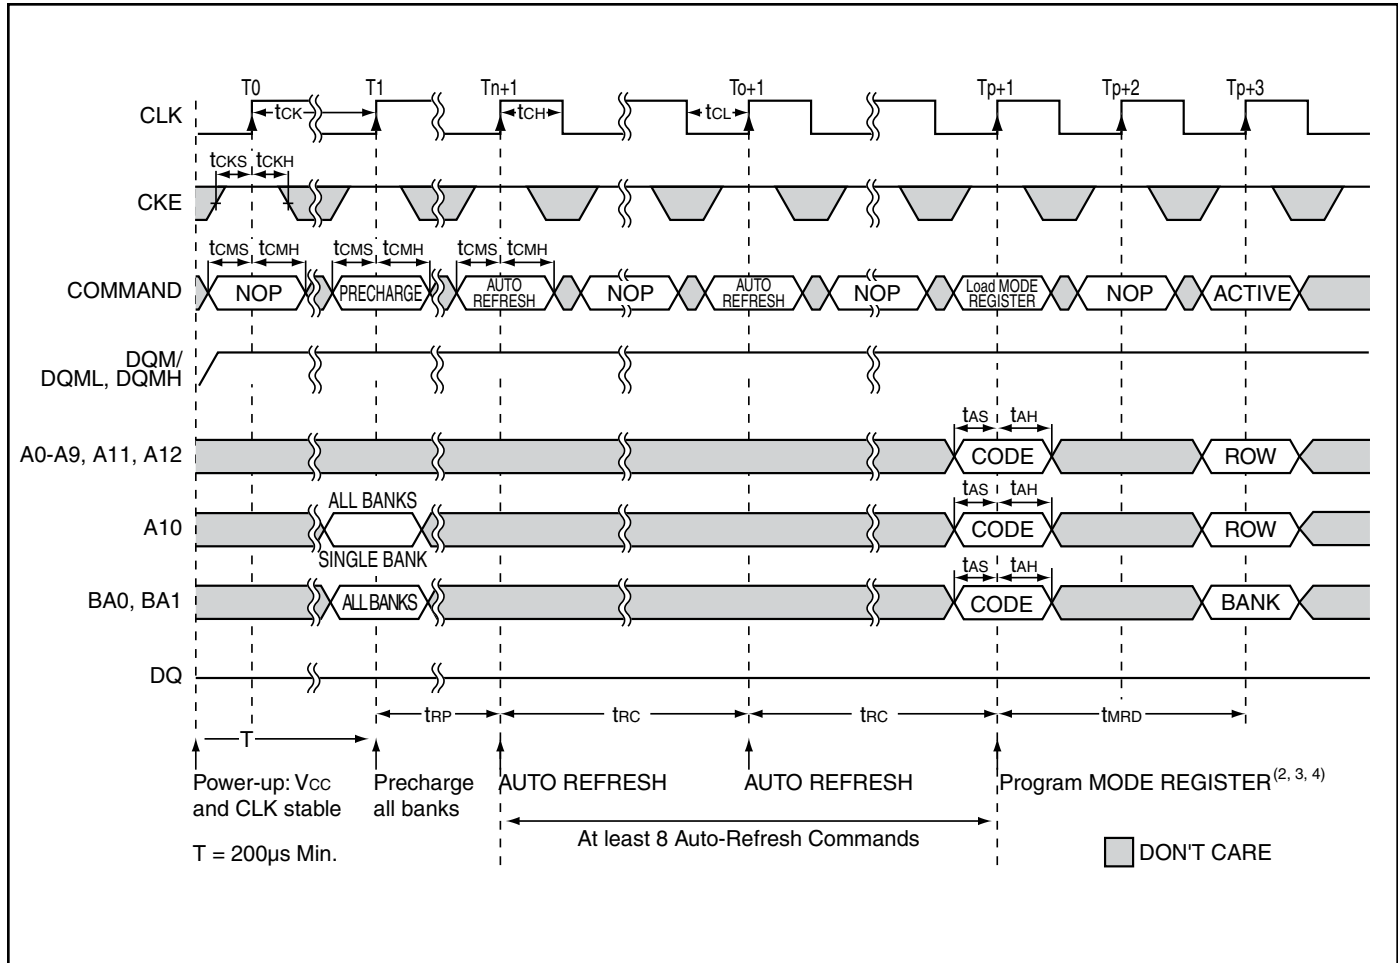 T0 T1 Tn+1 To+1 Tp+1 Tp+2 Tp+3
CLK tCK tCH tCL
tCKS tCKH
CKE
tCMS tCMH tCMS tCMH tCMS tCMH
COMMAND NOP PRECHARGE AUTO REFRESH NOP AUTO REFRESH NOP Load MODE REGISTER NOP ACTIVE
DQM/
DQML, DQMH
tAS tAH
A0-A9, A11, A12 CODE ROW
ALL BANKS tAS tAH
A10 CODE ROW
SINGLE BANK tAS tAH
BA0, BA1 ALL BANKS CODE BANK
DQ
tRP tRC tRC tMRD
T
Power-up: VCC
and CLK stable
Precharge
all banks
AUTO REFRESH
AUTO REFRESH
Program MODE REGISTER(2, 3, 4)
At least 8 Auto-Refresh Commands
T = 200µs Min.
DON'T CARE